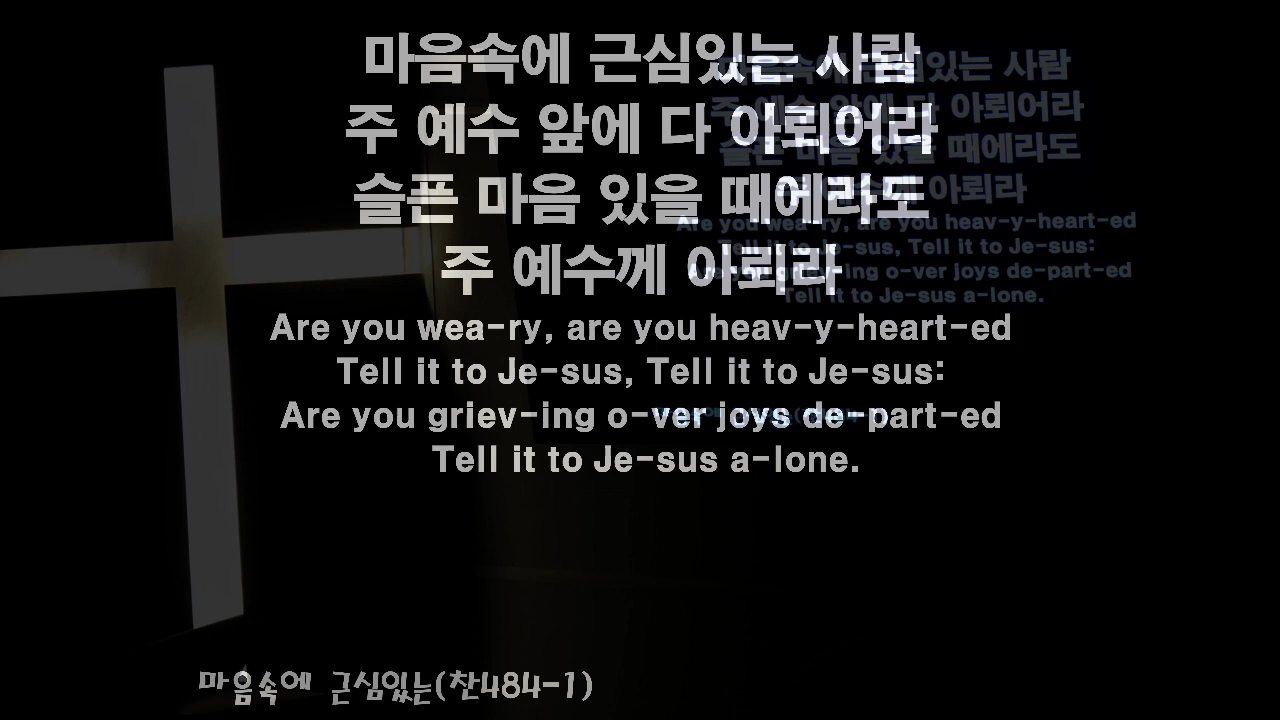 마음속에 근심있는 사람
주 예수 앞에 다 아뢰어라
슬픈 마음 있을 때에라도
주 예수께 아뢰라
Are you wea-ry, are you heav-y-heart-ed
Tell it to Je-sus, Tell it to Je-sus:
Are you griev-ing o-ver joys de-part-ed
Tell it to Je-sus a-lone.
마음속에 근심있는(찬484-1)